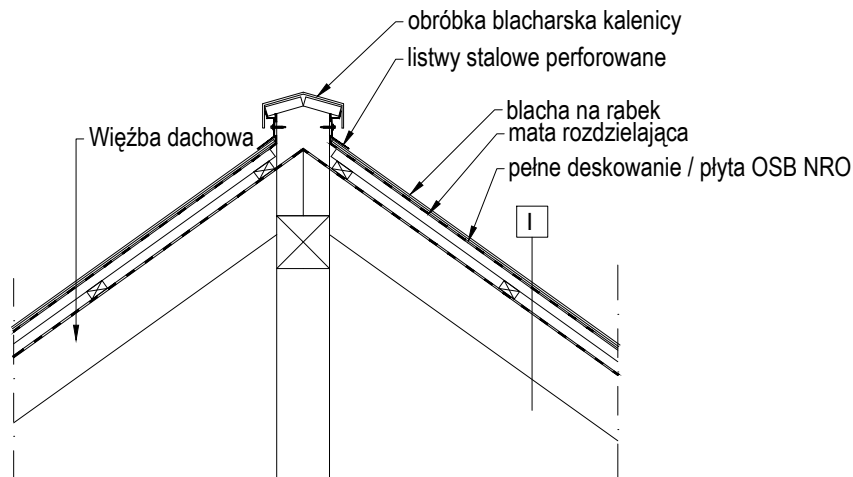 obróbka blacharska kalenicy
listwy stalowe perforowane
blacha na rąbek
mata rozdzielająca
Więźba dachowa
pełne deskowanie / płyta OSB NRO
I